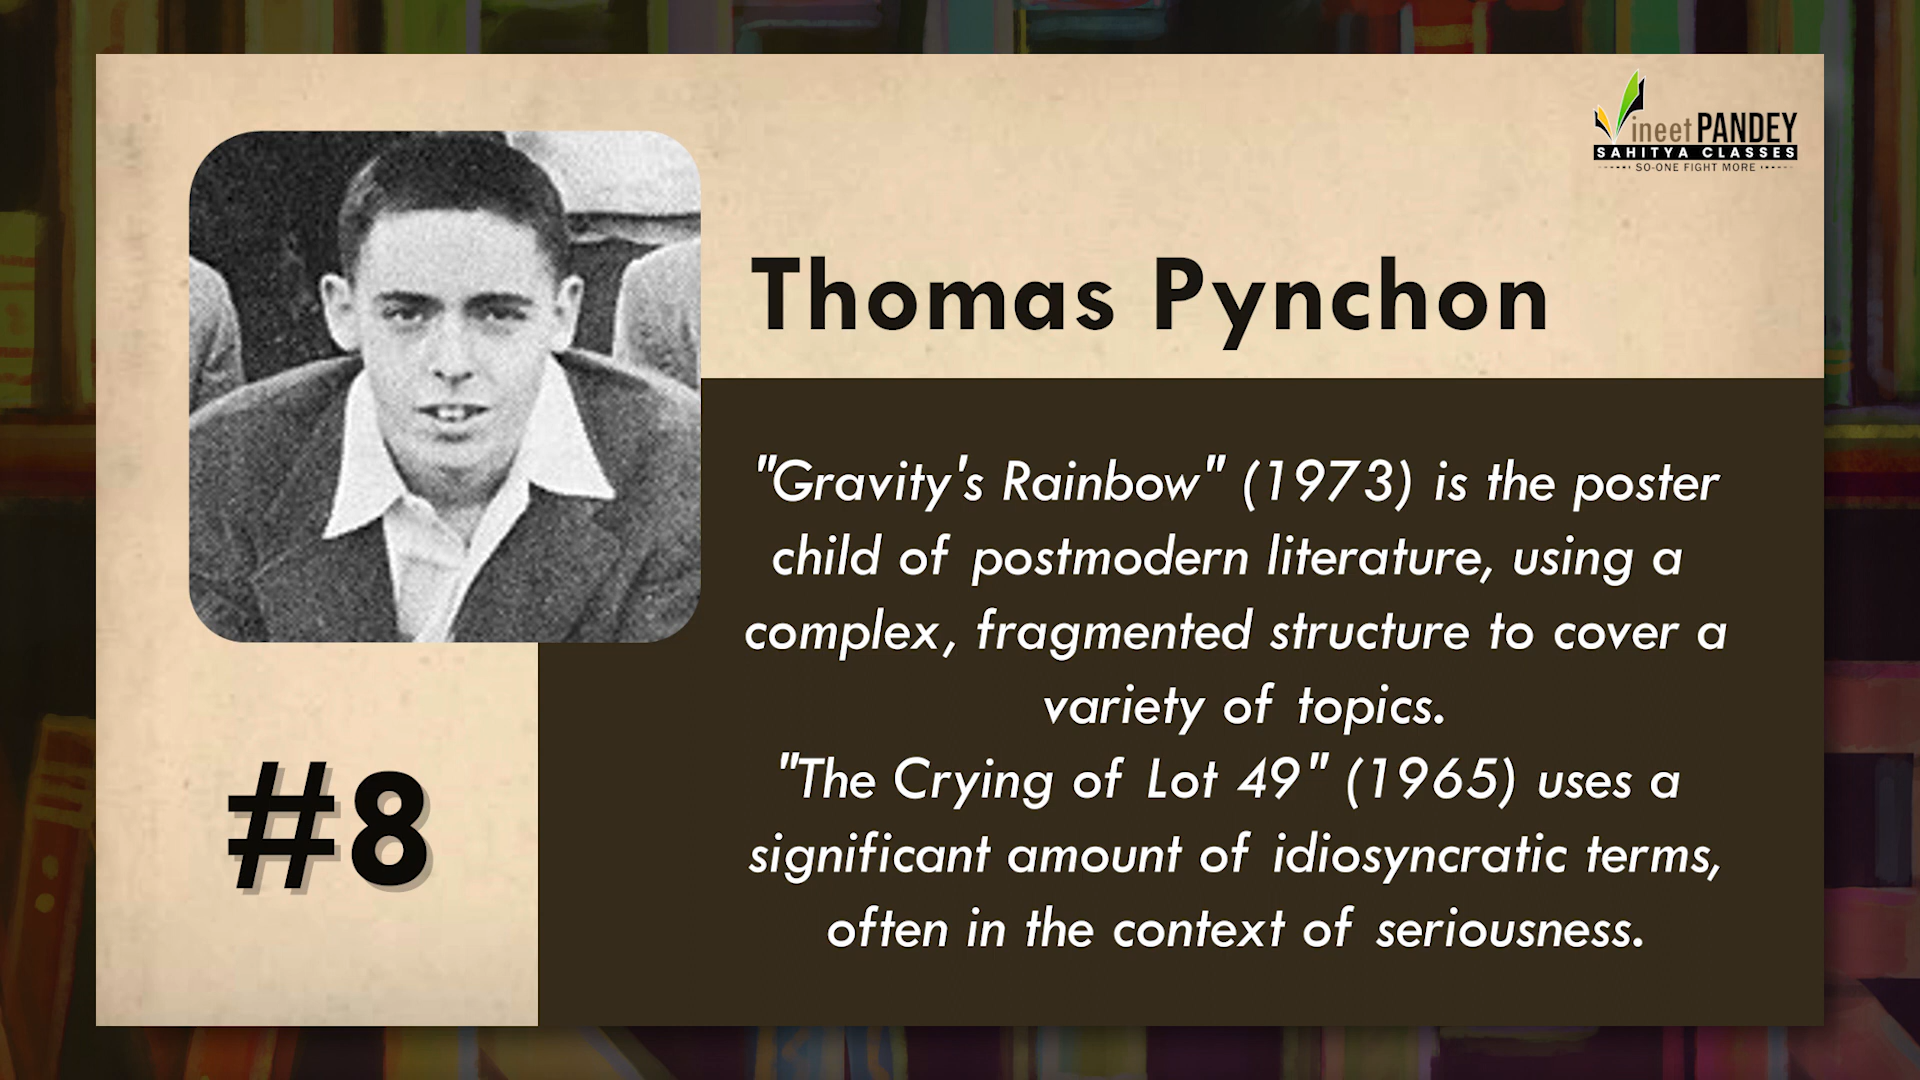 ineet PANDEY
SAHITYA CLASSES
SO-ONE FIGHT MORE
Thomas Pynchon
"Gravity's Rainbow" (1973) is the poster
child of postmodern literature, using a
complex, fragmented structure to cover a
variety of topics.
"The Crying of Lot 49" (1965) uses a
significant amount of idiosyncratic terms,
often in the context of seriousness.
#8